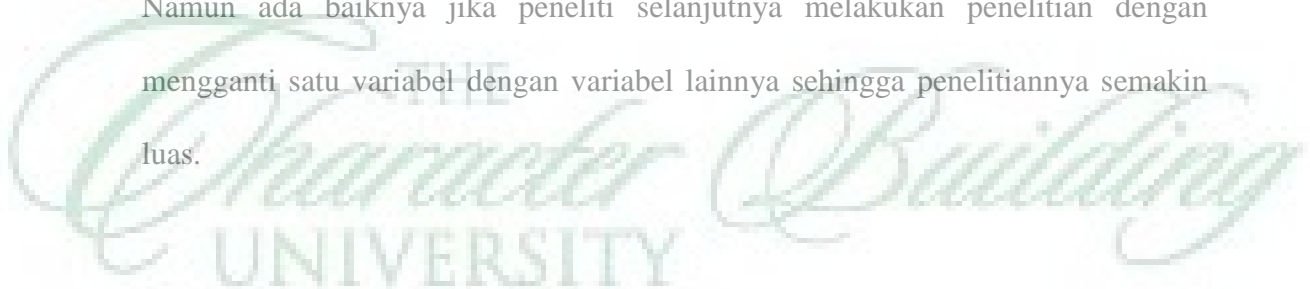 Namun ada baiknya jika peneliti selanjutnya melakukan penelitian dengan
mengganti satu variabel dengan variabel lainnya sehingga penelitiannya semakin
luas.
THE
Character Building
UNIVERSITY